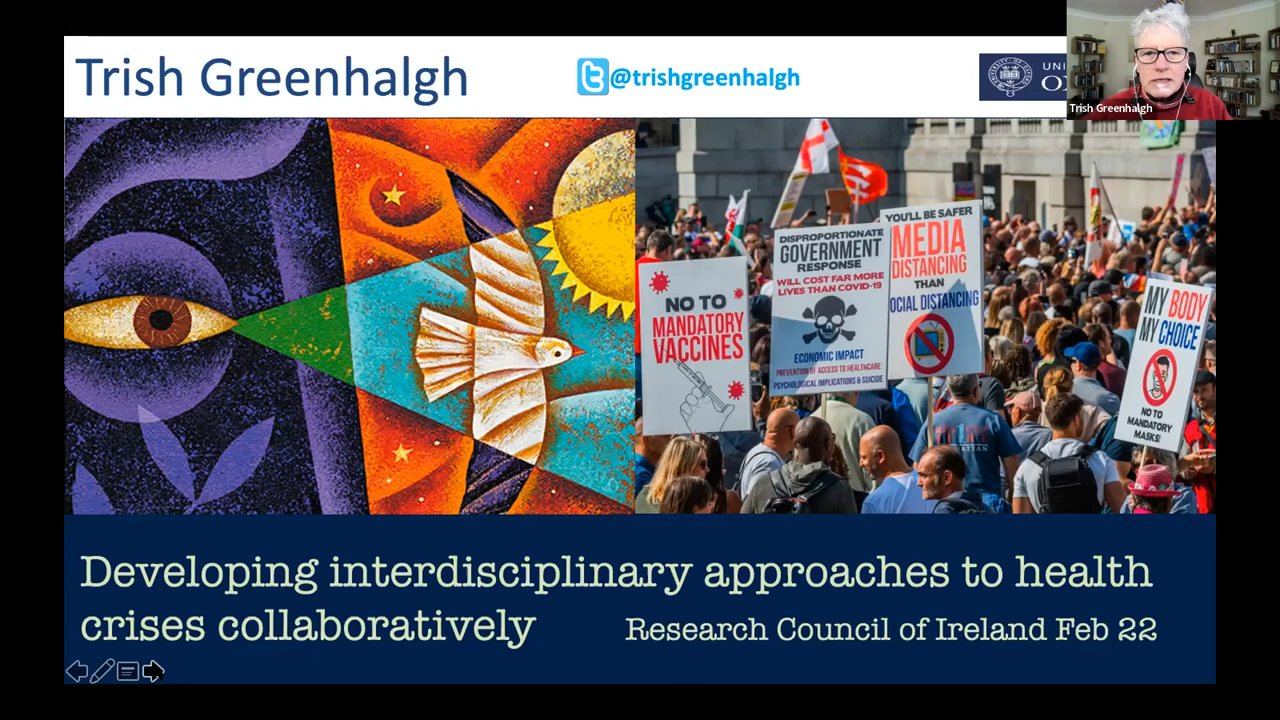 Trish Greenhalgh
@trishgreenhalgh
Trish Greenhalgh
DISPROPORTIONATE
GOVERNMENT
RESPONSE
WILL COST FAR MORE
LIVES THAN COVID-19
ECONOMIC IMPACT
PREVENTION OF ACCESS TO HEALTHCARE
PSYCHOLOGICAL IMPLICATIONS & SUICIDE
YOU'LL BE SAFER
MEDIA
DISTANCING
THAN
OCIAL DISTANCING
NO TO
MANDATORY
VACCINES
MY BODY
MY CHOICE
NO TO
MANDATORY
MASKS!
Developing interdisciplinary approaches to health
crises collaboratively
Research Council of Ireland Feb 22